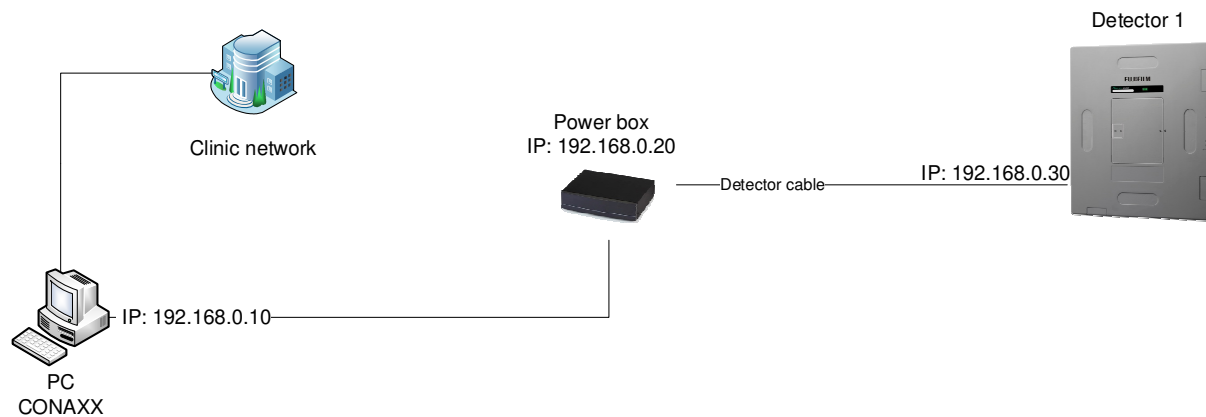 Detector 1
FUJIFILM
Clinic network
Power box
IP: 192.168.0.20
Detector cable
IP: 192.168.0.30
IP: 192.168.0.10
PC
CONAXX